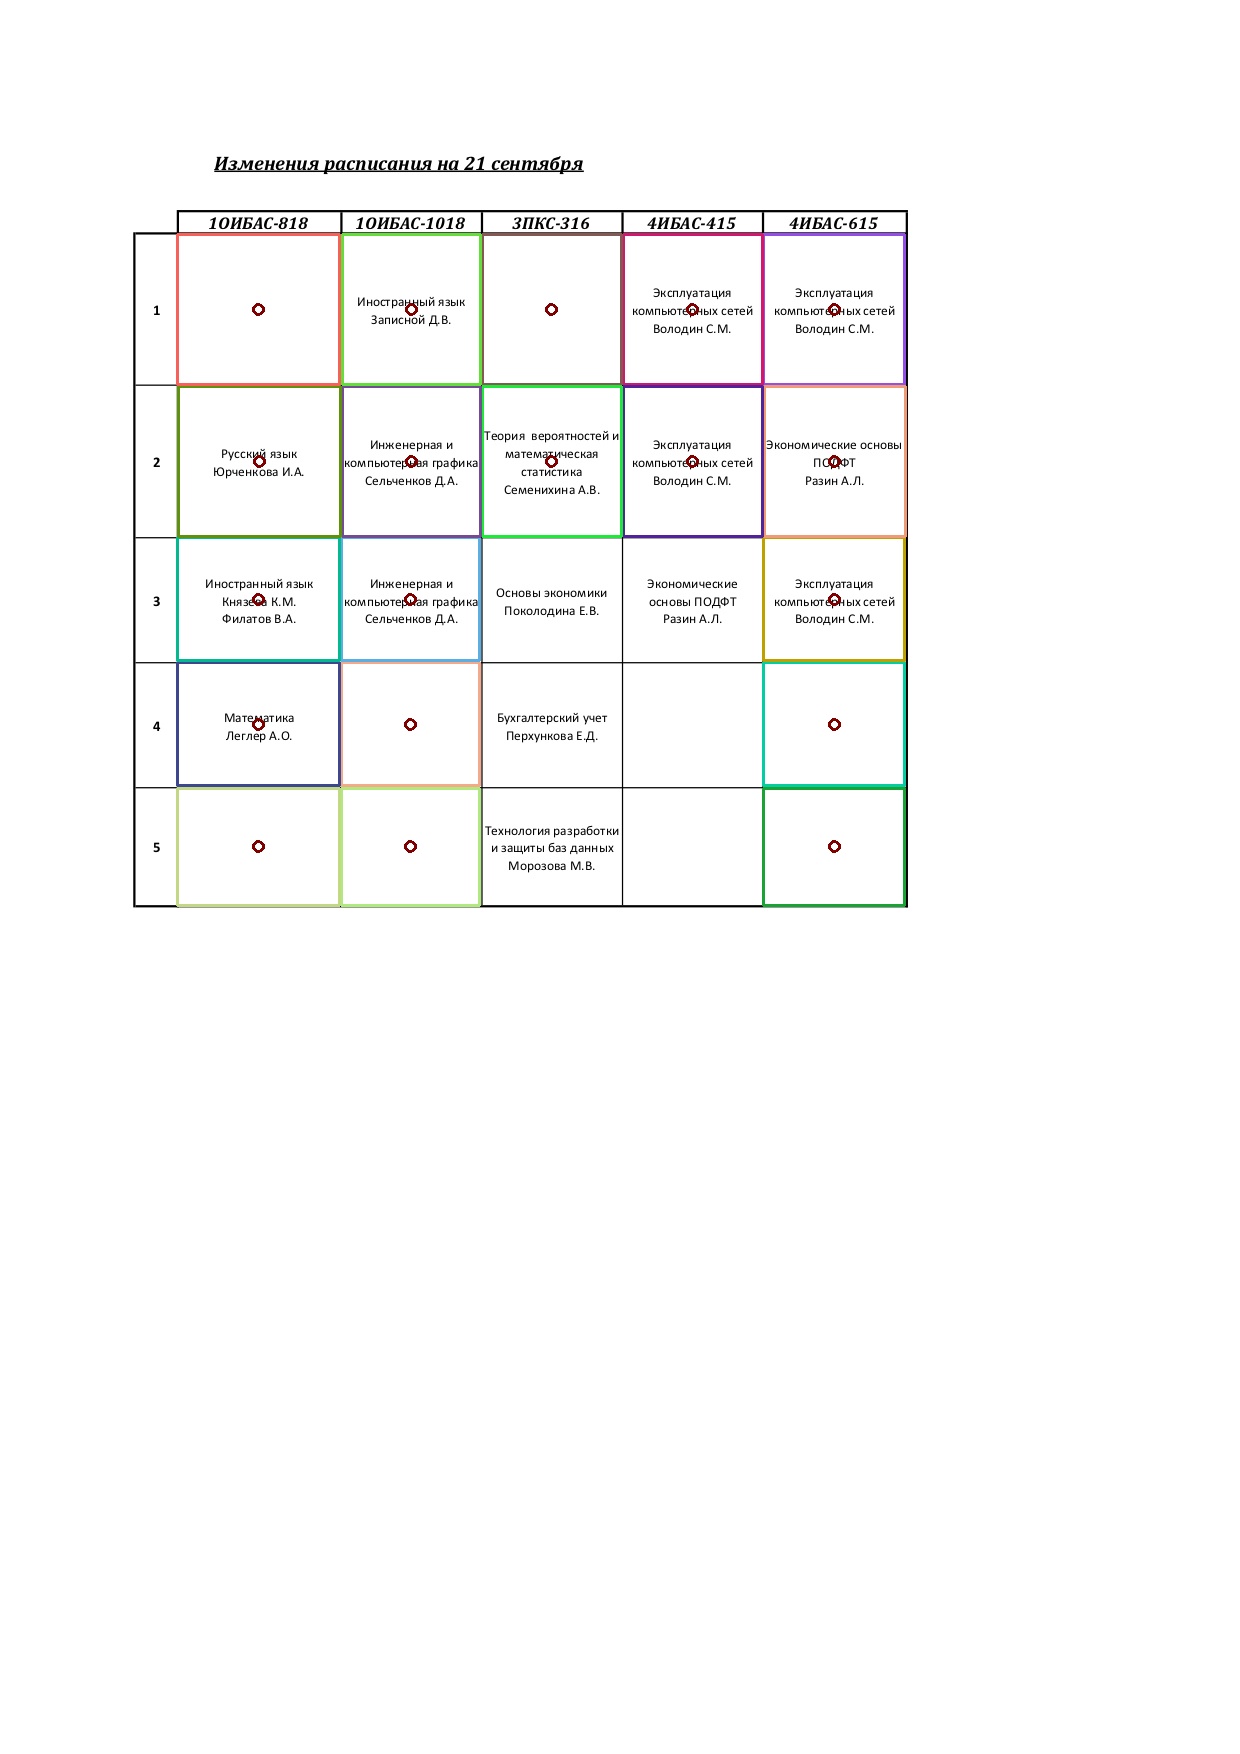 Изменения расписания на 21 сентября
1ОИБАС-818 1ОИБАС-1018 3ПКС-316 4ИБАС-415 4ИБАС-615
1
Иностранный язык
Записной Д.В.
Эксплуатация
компьютерных сетей
Володин С.М.
Эксплуатация
компьютерных сетей
Володин С.М.
2
Русский язык
Юрченкова И.А.
Инженерная и
компьютерная графика
Сельченков Д.А.
Теория вероятностей и
математическая
статистика
Семенихина А.В.
Эксплуатация
компьютерных сетей
Володин С.М.
Экономические основы
ПОДФТ
Разин А.Л.
3
Иностранный язык
Князева К.М.
Филатов В.А.
Инженерная и
компьютерная графика
Сельченков Д.А.
Основы экономики
Поколодина Е.В.
Экономические
основы ПОДФТ
Разин А.Л.
Эксплуатация
компьютерных сетей
Володин С.М.
4
Математика
Леглер А.О.
Бухгалтерский учет
Перхункова Е.Д.
5
Технология разработки
и защиты баз данных
Морозова М.В.